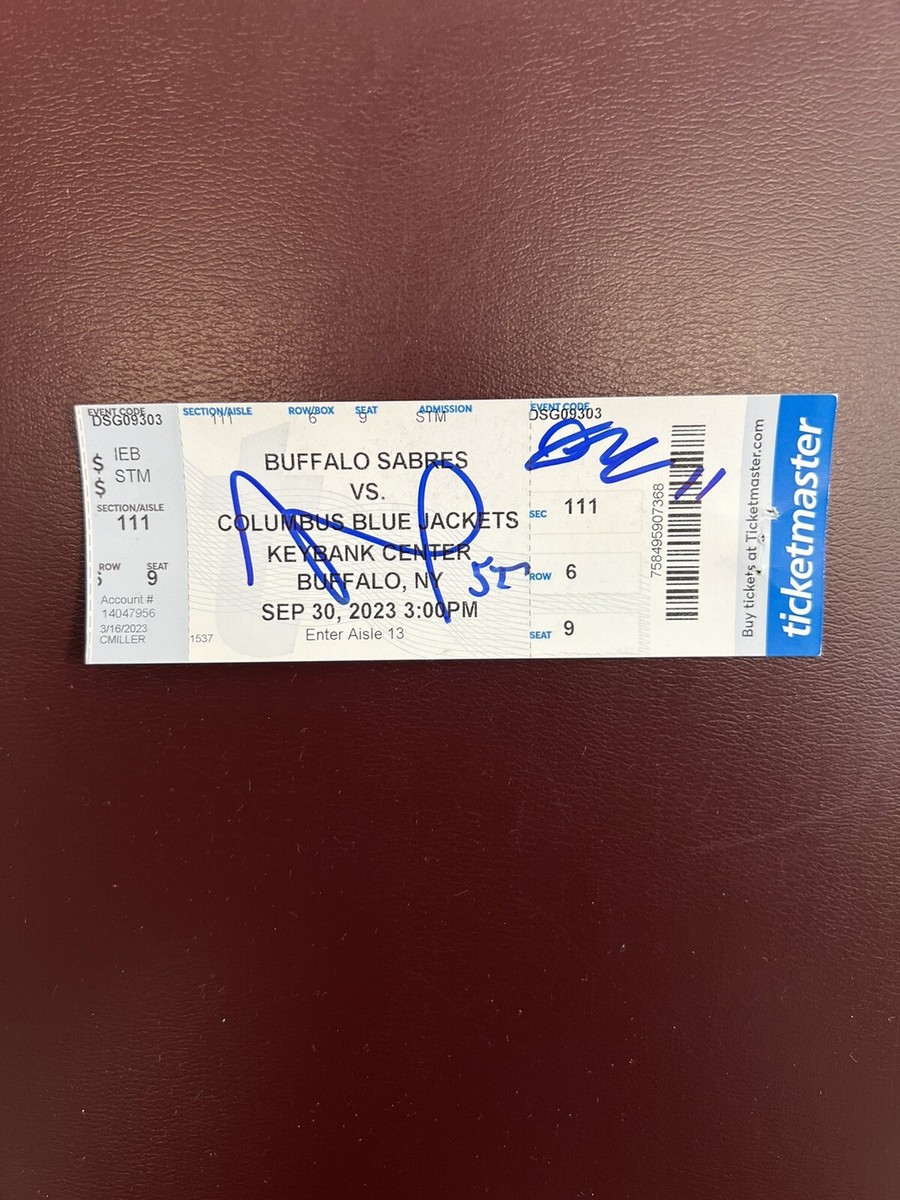 EVENT CODE
DSG09303
$ IEB
$ STM
SECTION/AISLE
111
ROW SEAT
9
Account #
14047956
3/16/2023
CMILLER
SECTION/AISLE ROW/BOX SEAT ADMISSION
111 6 9 STM
BUFFALO SABRES
VS.
COLUMBUS BLUE JACKETS
KEYBANK CENTER
BUFFALO, NY
SEP 30, 2023 3:00PM
Enter Aisle 13
1537
EVENT CODE
DSG09303
11
SEC 111
ROW 6
SEAT 9
758495907368
Buy tickets at Ticketmaster.com
ticketmaster